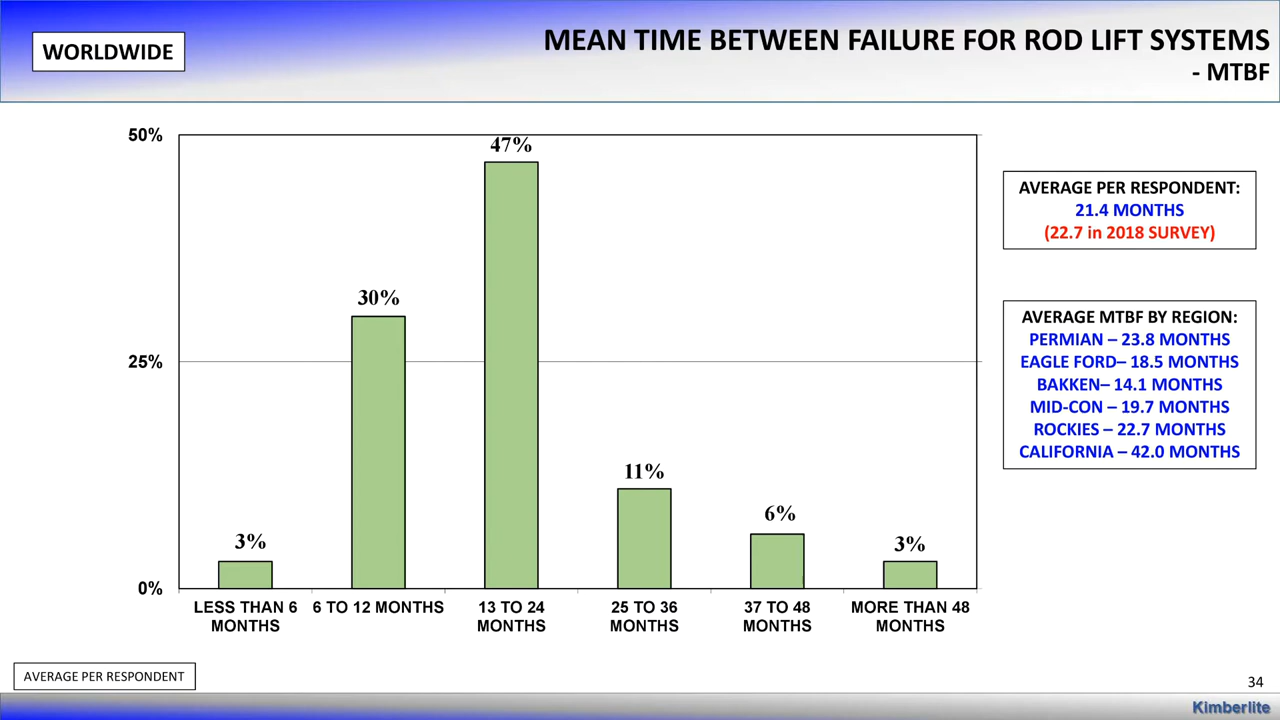 WORLDWIDE
MEAN TIME BETWEEN FAILURE FOR ROD LIFT SYSTEMS
- MTBF
50%
25%
0%
3%
30%
47%
11%
6%
3%
LESS THAN 6
MONTHS
6 TO 12 MONTHS
13 TO 24
MONTHS
25 TO 36
MONTHS
37 TO 48
MONTHS
MORE THAN 48
MONTHS
AVERAGE PER RESPONDENT:
21.4 MONTHS
(22.7 in 2018 SURVEY)
AVERAGE MTBF BY REGION:
PERMIAN – 23.8 MONTHS
EAGLE FORD– 18.5 MONTHS
BAKKEN– 14.1 MONTHS
MID-CON – 19.7 MONTHS
ROCKIES – 22.7 MONTHS
CALIFORNIA – 42.0 MONTHS
AVERAGE PER RESPONDENT
34
Kimberlite